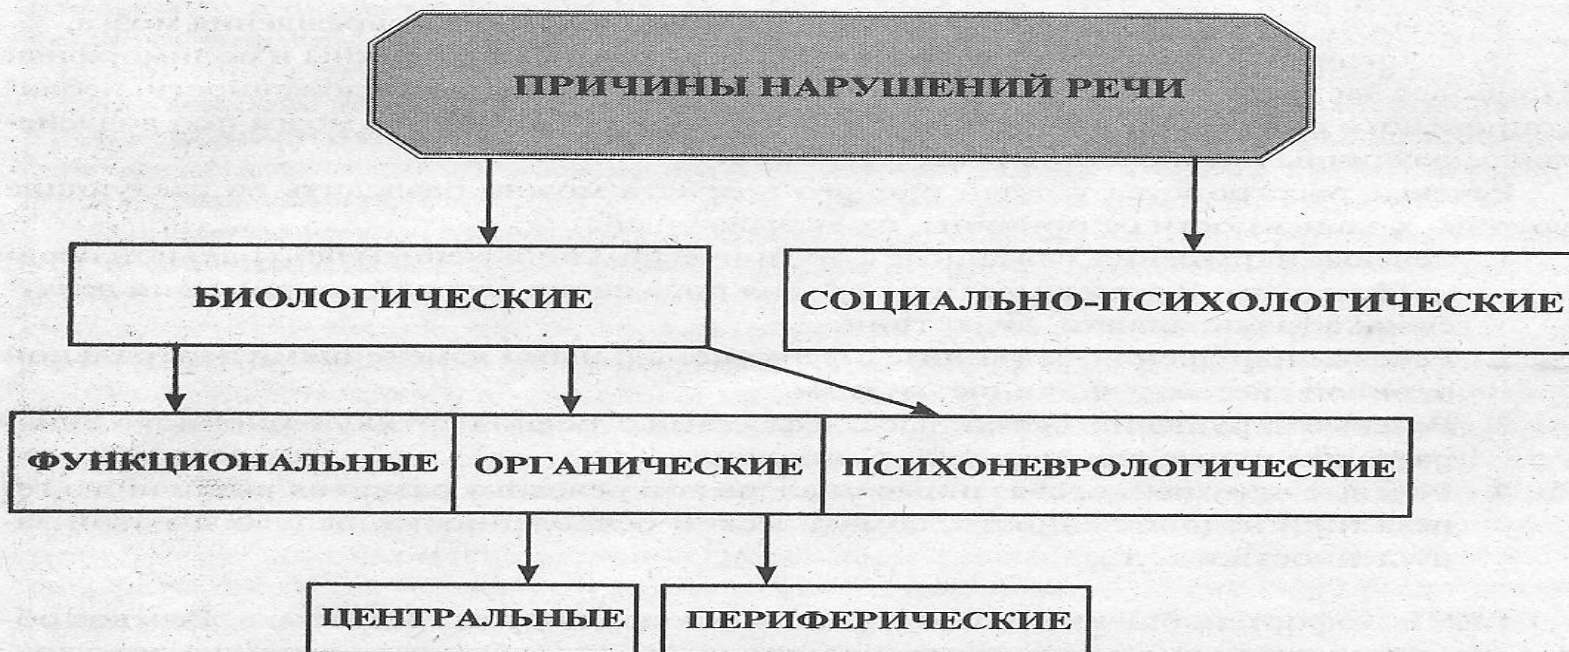 ПРИЧИНЫ НАРУШЕНИЙ РЕЧИ
БИОЛОГИЧЕСКИЕ
СОЦИАЛЬНО-ПСИХОЛОГИЧЕСКИЕ
ФУНКЦИОНАЛЬНЫЕ
ОРГАНИЧЕСКИЕ
ПСИХОНЕВРОЛОГИЧЕСКИЕ
ЦЕНТРАЛЬНЫЕ
ПЕРИФЕРИЧЕСКИЕ